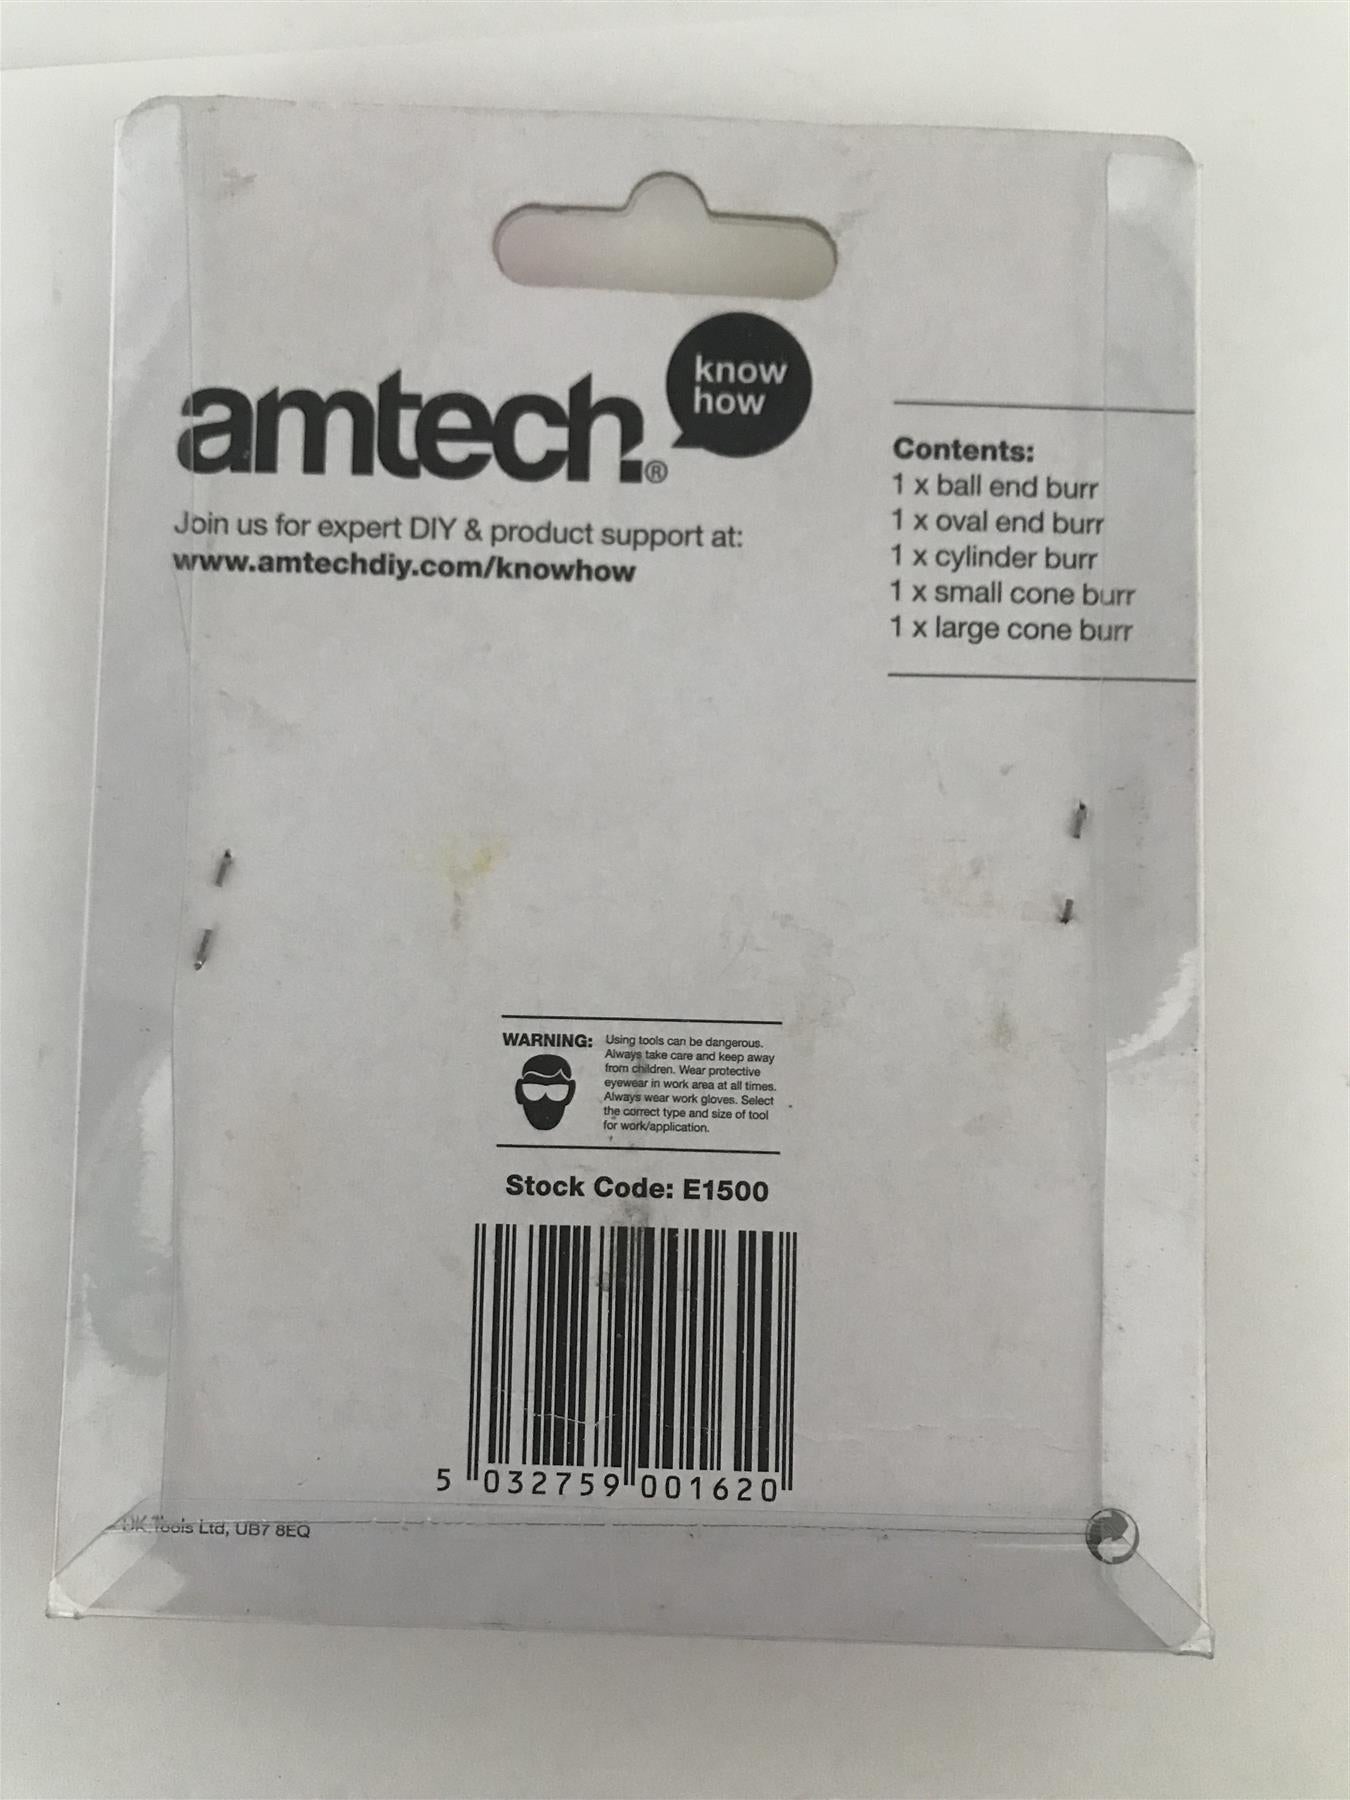 know
how
amtech®
Join us for expert DIY & product support at:
www.amtechdiy.com/knowhow
Contents:
1 x ball end burr
1 x oval end burr
1 x cylinder burr
1 x small cone burr
1 x large cone burr
WARNING:
Using tools can be dangerous.
Always take care and keep away
from children. Wear protective
eyewear in work area at all times.
Always wear work gloves. Select
the correct type and size of tool
for work/application.
Stock Code: E1500
5 032759 001620
Tools Ltd, UB7 8EQ